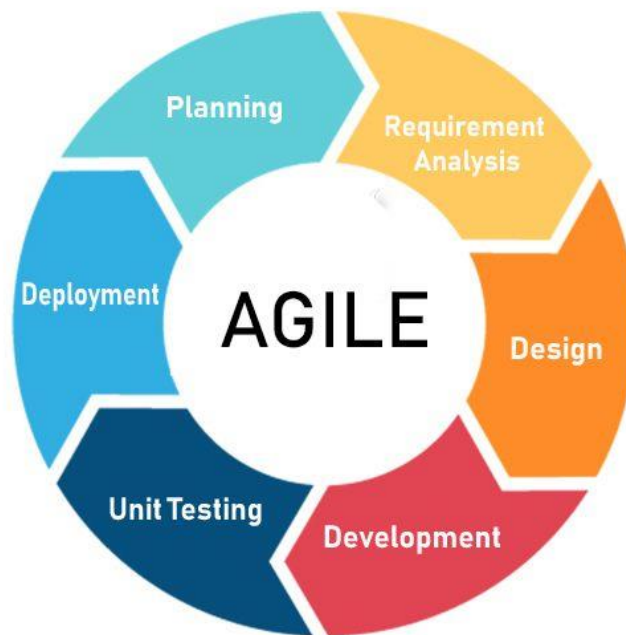 Planning
Requirement
Analysis
Design
Development
Unit Testing
Deployment
AGILE